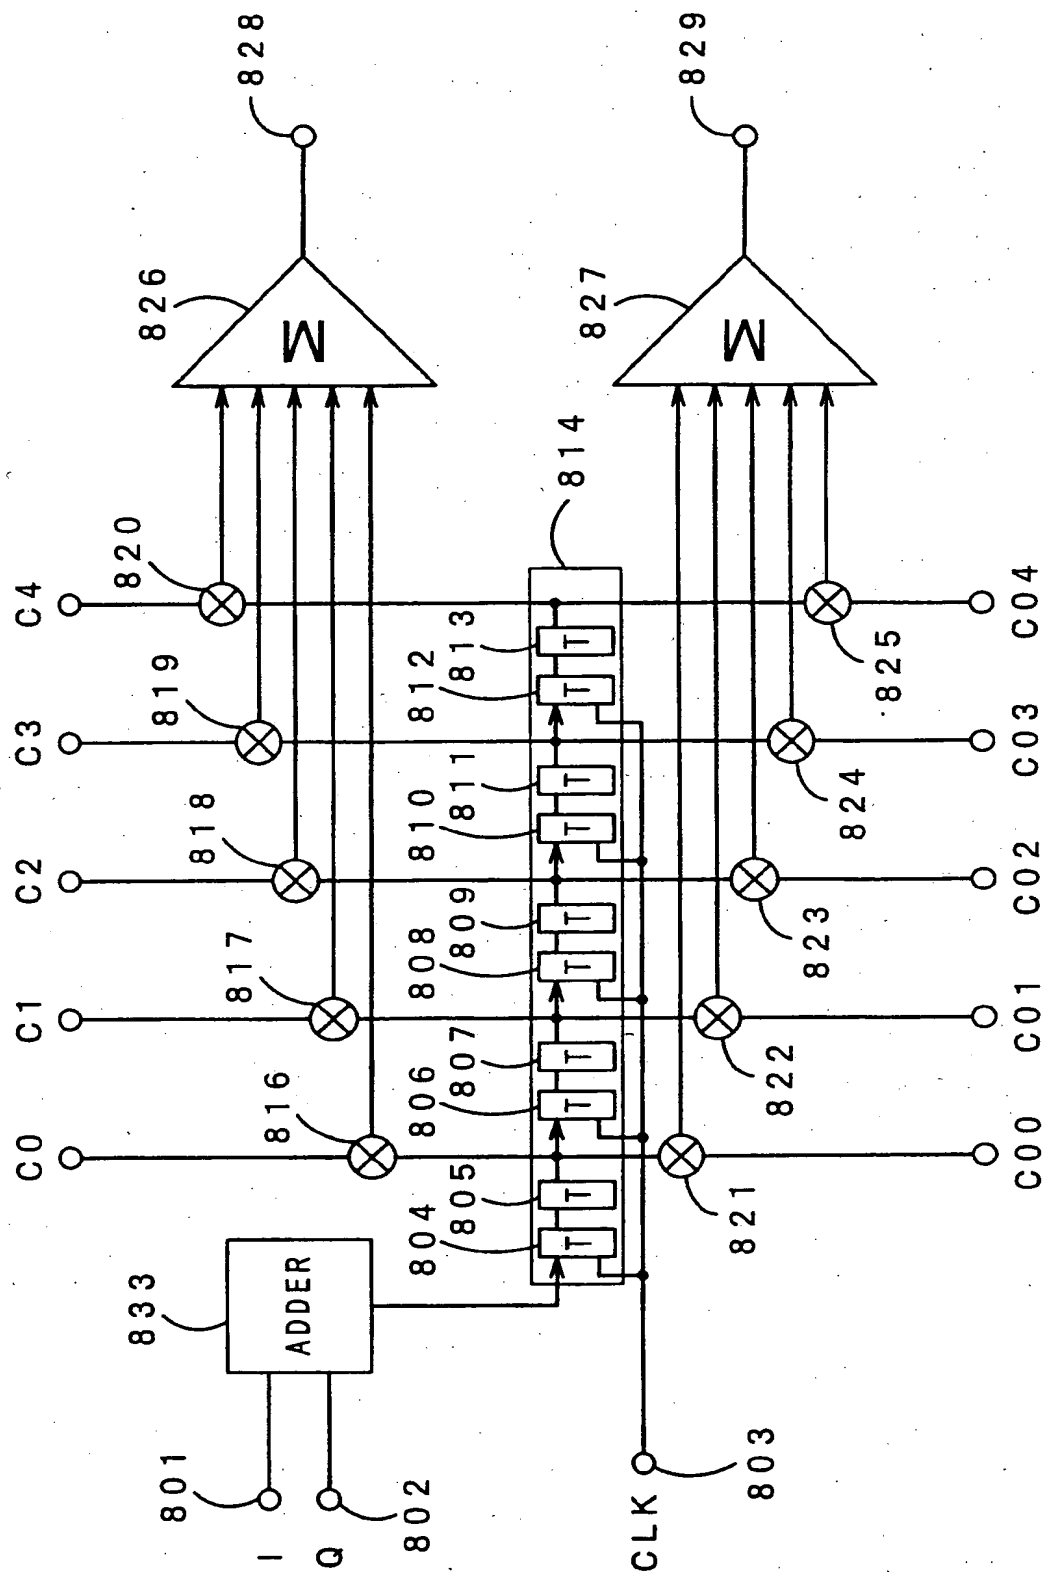 I
801
Q
802
833
ADDER
CLK
803
C0
C1
C2
C3
C4
816
817
818
819
820
826
Σ
828
804
805
806
807
808
809
810
811
812
813
814
T
T
T
T
T
T
T
T
T
T
821
822
823
824
825
827
Σ
829
C00
C01
C02
C03
C04